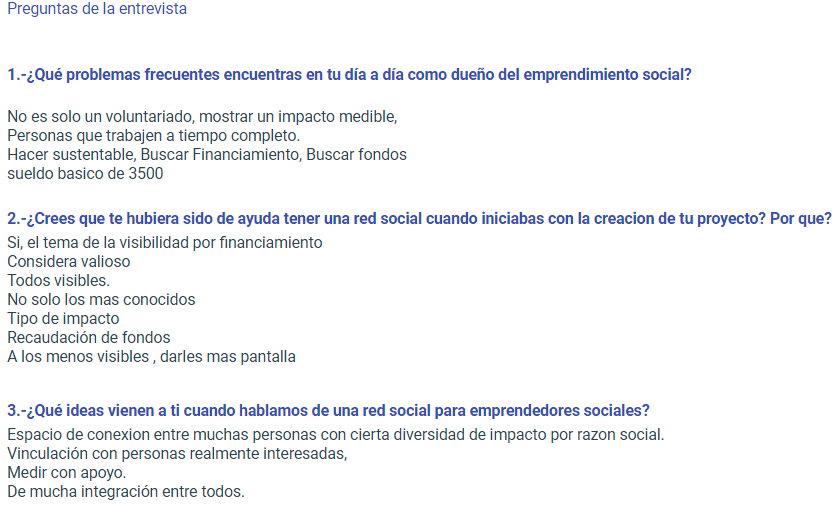 Preguntas de la entrevista
1.-¿Qué problemas frecuentes encuentras en tu día a día como dueño del emprendimiento social?
No es solo un voluntariado, mostrar un impacto medible,
Personas que trabajen a tiempo completo.
Hacer sustentable, Buscar Financiamiento, Buscar fondos
sueldo basico de 3500
2.-¿Crees que te hubiera sido de ayuda tener una red social cuando iniciabas con la creacion de tu proyecto? Por que?
Si, el tema de la visibilidad por financiamiento
Considera valioso
Todos visibles.
No solo los mas conocidos
Tipo de impacto
Recaudación de fondos
A los menos visibles , darles mas pantalla
3.-¿Qué ideas vienen a ti cuando hablamos de una red social para emprendedores sociales?
Espacio de conexion entre muchas personas con cierta diversidad de impacto por razon social.
Vinculación con personas realmente interesadas,
Medir con apoyo.
De mucha integración entre todos.